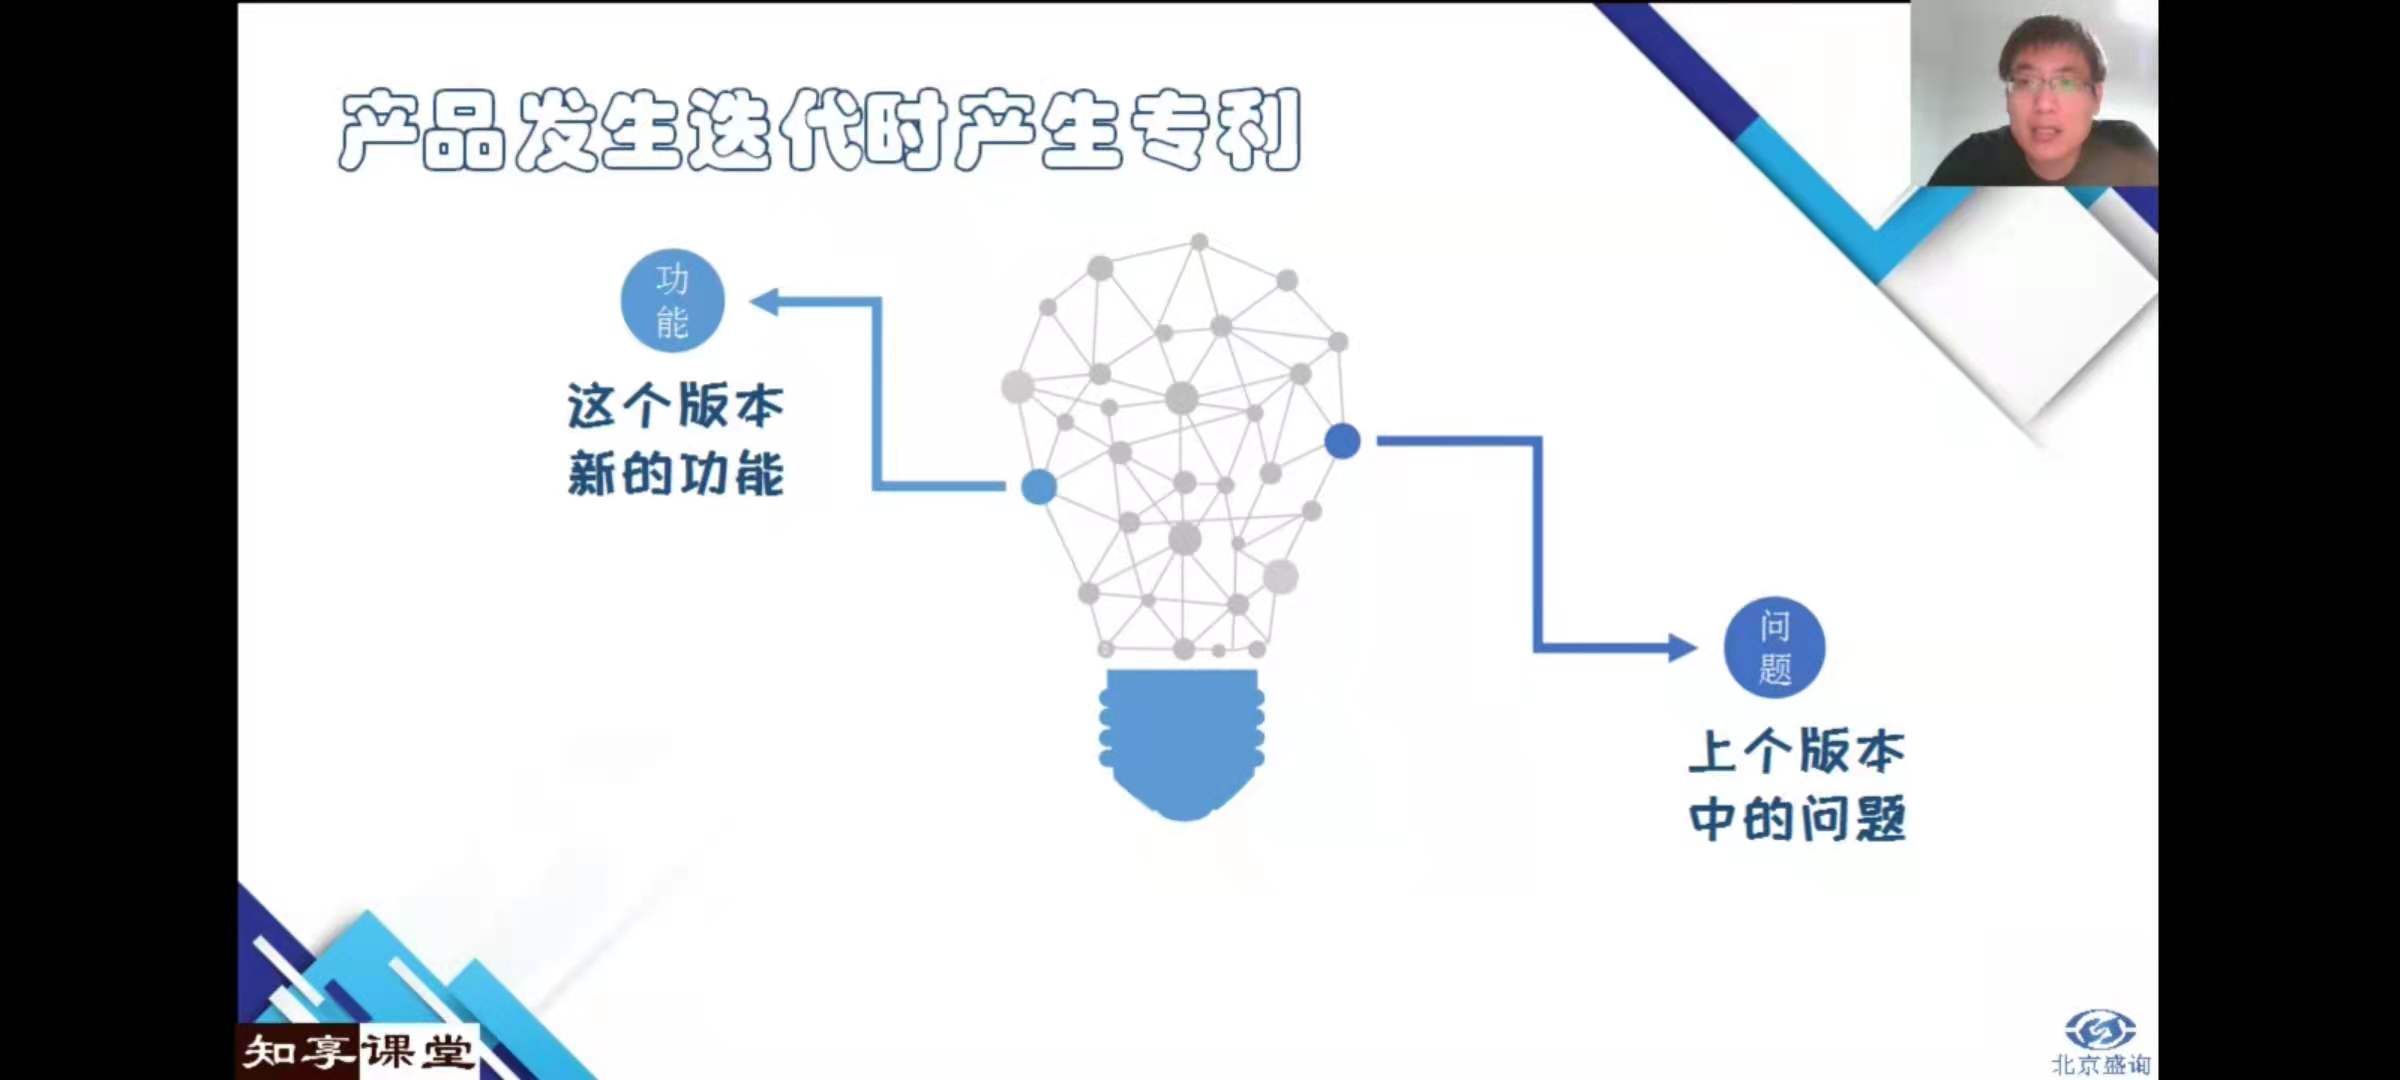 产品发生迭代时产生专利
功
能
这个版本
新的功能
问
题
上个版本
中的问题
知享课堂
北京盛询